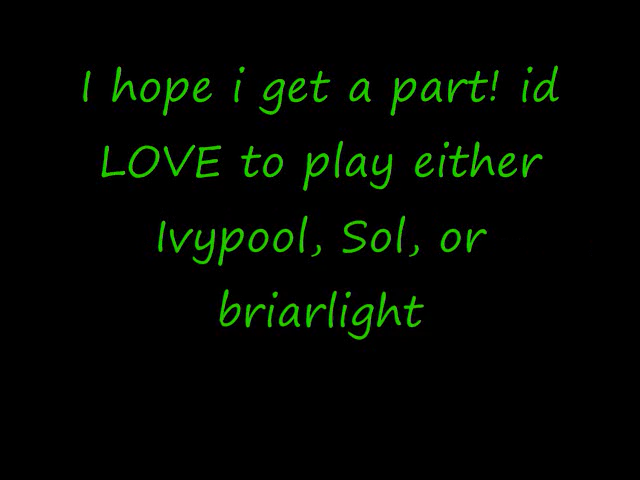 I hope i get a part! id
LOVE to play either
Ivypool, Sol, or
briarlight